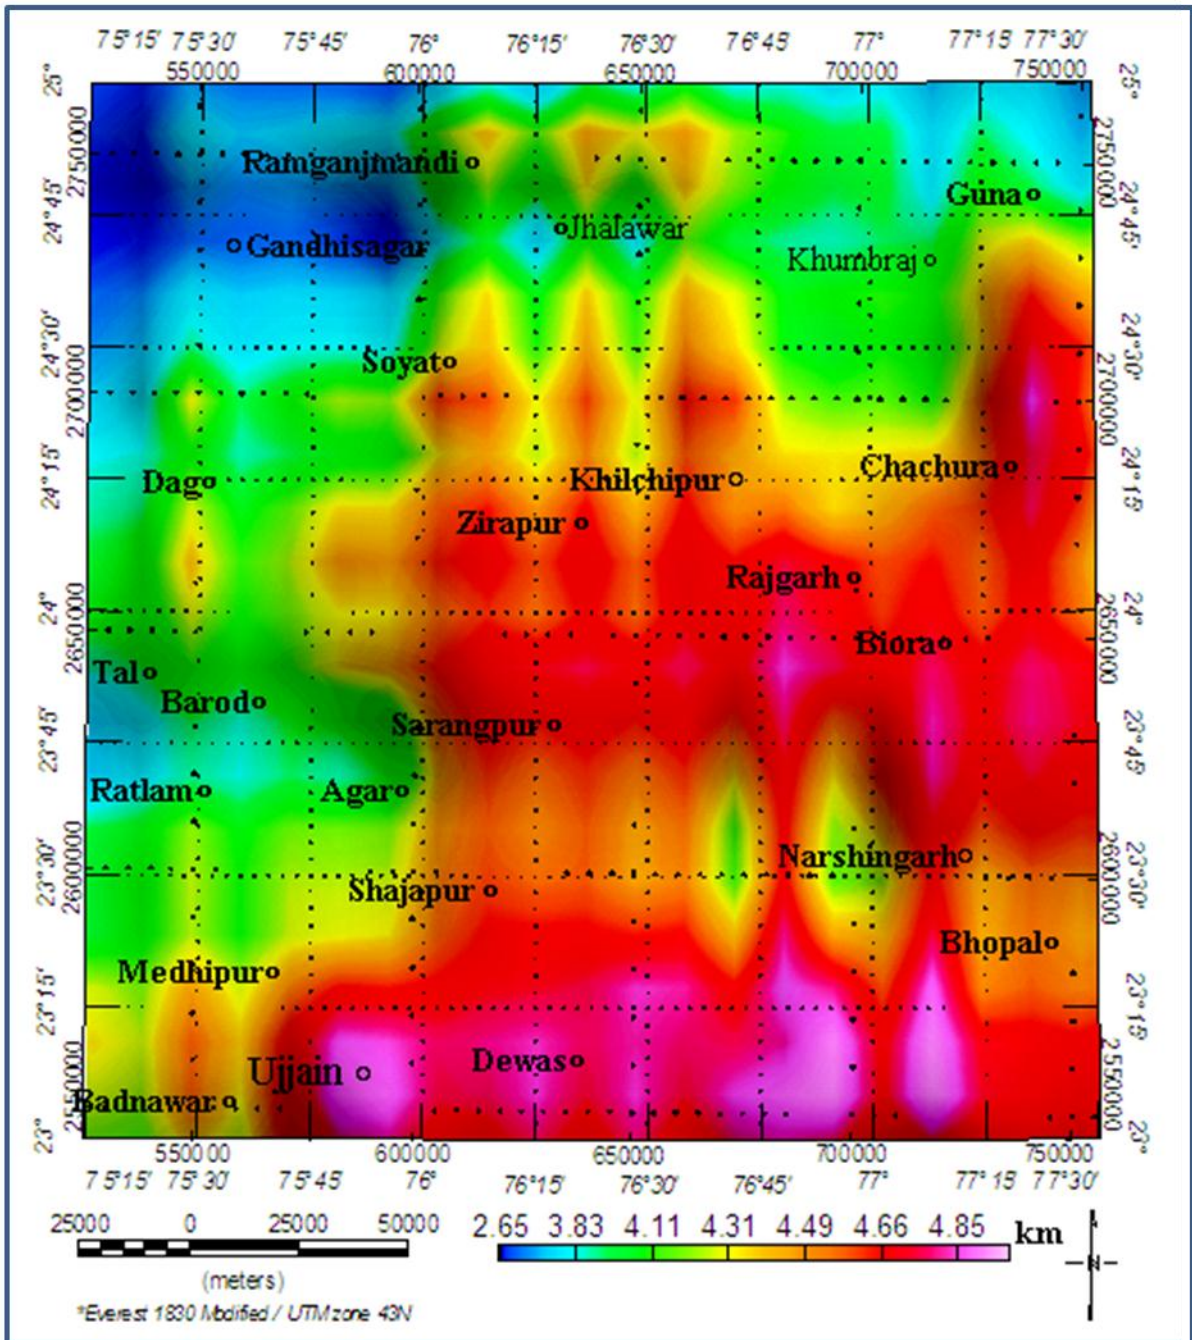 75°15' 75°30' 75°45' 76° 76°15' 76°30' 76°45' 77° 77°15' 77°30'
550000 600000 650000 700000 750000
25° 25°
2750000 2750000
Ramganjmandi
Guna
24°45' 24°45'
Jhalawar
Gandhisagar
Khumbraj
24°30' 24°30'
Soyat
2700000 2700000
Chachura
24°15' 24°15'
Dag
Khilchipur
Zirapur
Rajgarh
24° 24°
2650000 2650000
Biora
Tal
Barod
Sarangpur
23°45' 23°45'
Ratlam
Agar
Narshingarh
23°30' 23°30'
2600000 2600000
Shajapur
Bhopal
Medhipur
23°15' 23°15'
Ujjain
Dewas
2550000 2550000
Badnawar
23° 23°
550000 600000 650000 700000 750000
75°15' 75°30' 75°45' 76° 76°15' 76°30' 76°45' 77° 77°15' 77°30'
25000 0 25000 50000
(meters)
*Everest 1830 Modified / UTM zone 43N
2.65 3.83 4.11 4.31 4.49 4.66 4.85 km
N